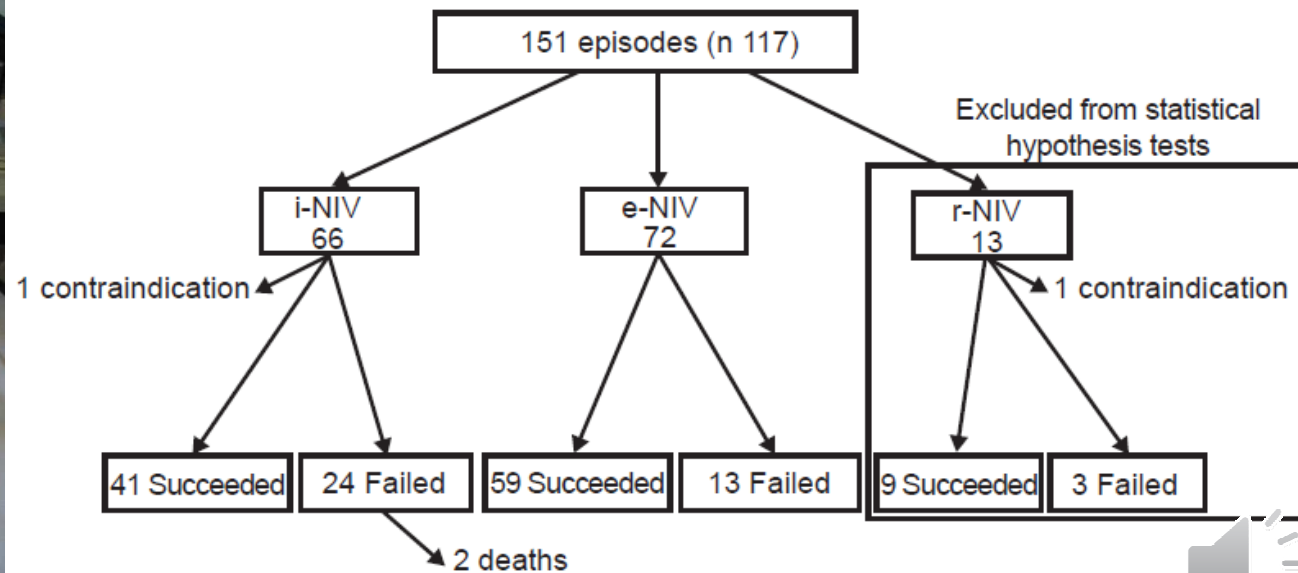 151 episodes (n 117)
Excluded from statistical
hypothesis tests
i-NIV
66
e-NIV
72
r-NIV
13
1 contraindication
1 contraindication
41 Succeeded
24 Failed
59 Succeeded
13 Failed
9 Succeeded
3 Failed
2 deaths